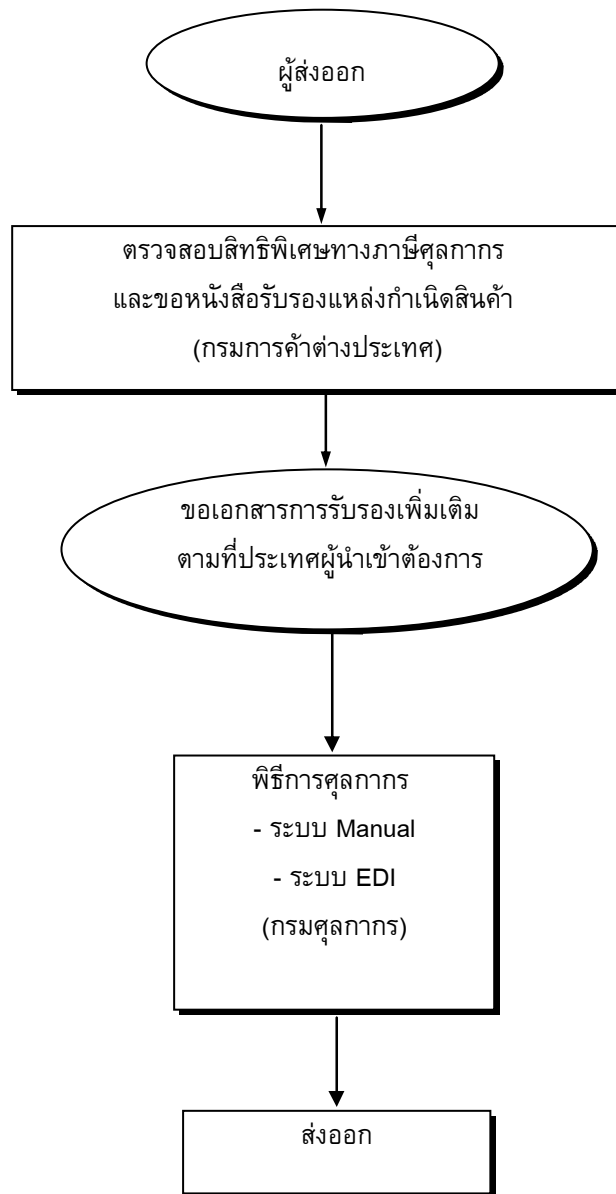 ผู้ส่งออก
ตรวจสอบสิทธิพิเศษทางภาษีศุลกากร
และขอหนังสือรับรองแหล่งกำเนิดสินค้า
(กรมการค้าต่างประเทศ)
ขอเอกสารการรับรองเพิ่มเติม
ตามที่ประเทศผู้นำเข้าต้องการ
พิธีการศุลกากร
- ระบบ Manual
- ระบบ EDI
(กรมศุลกากร)
ส่งออก